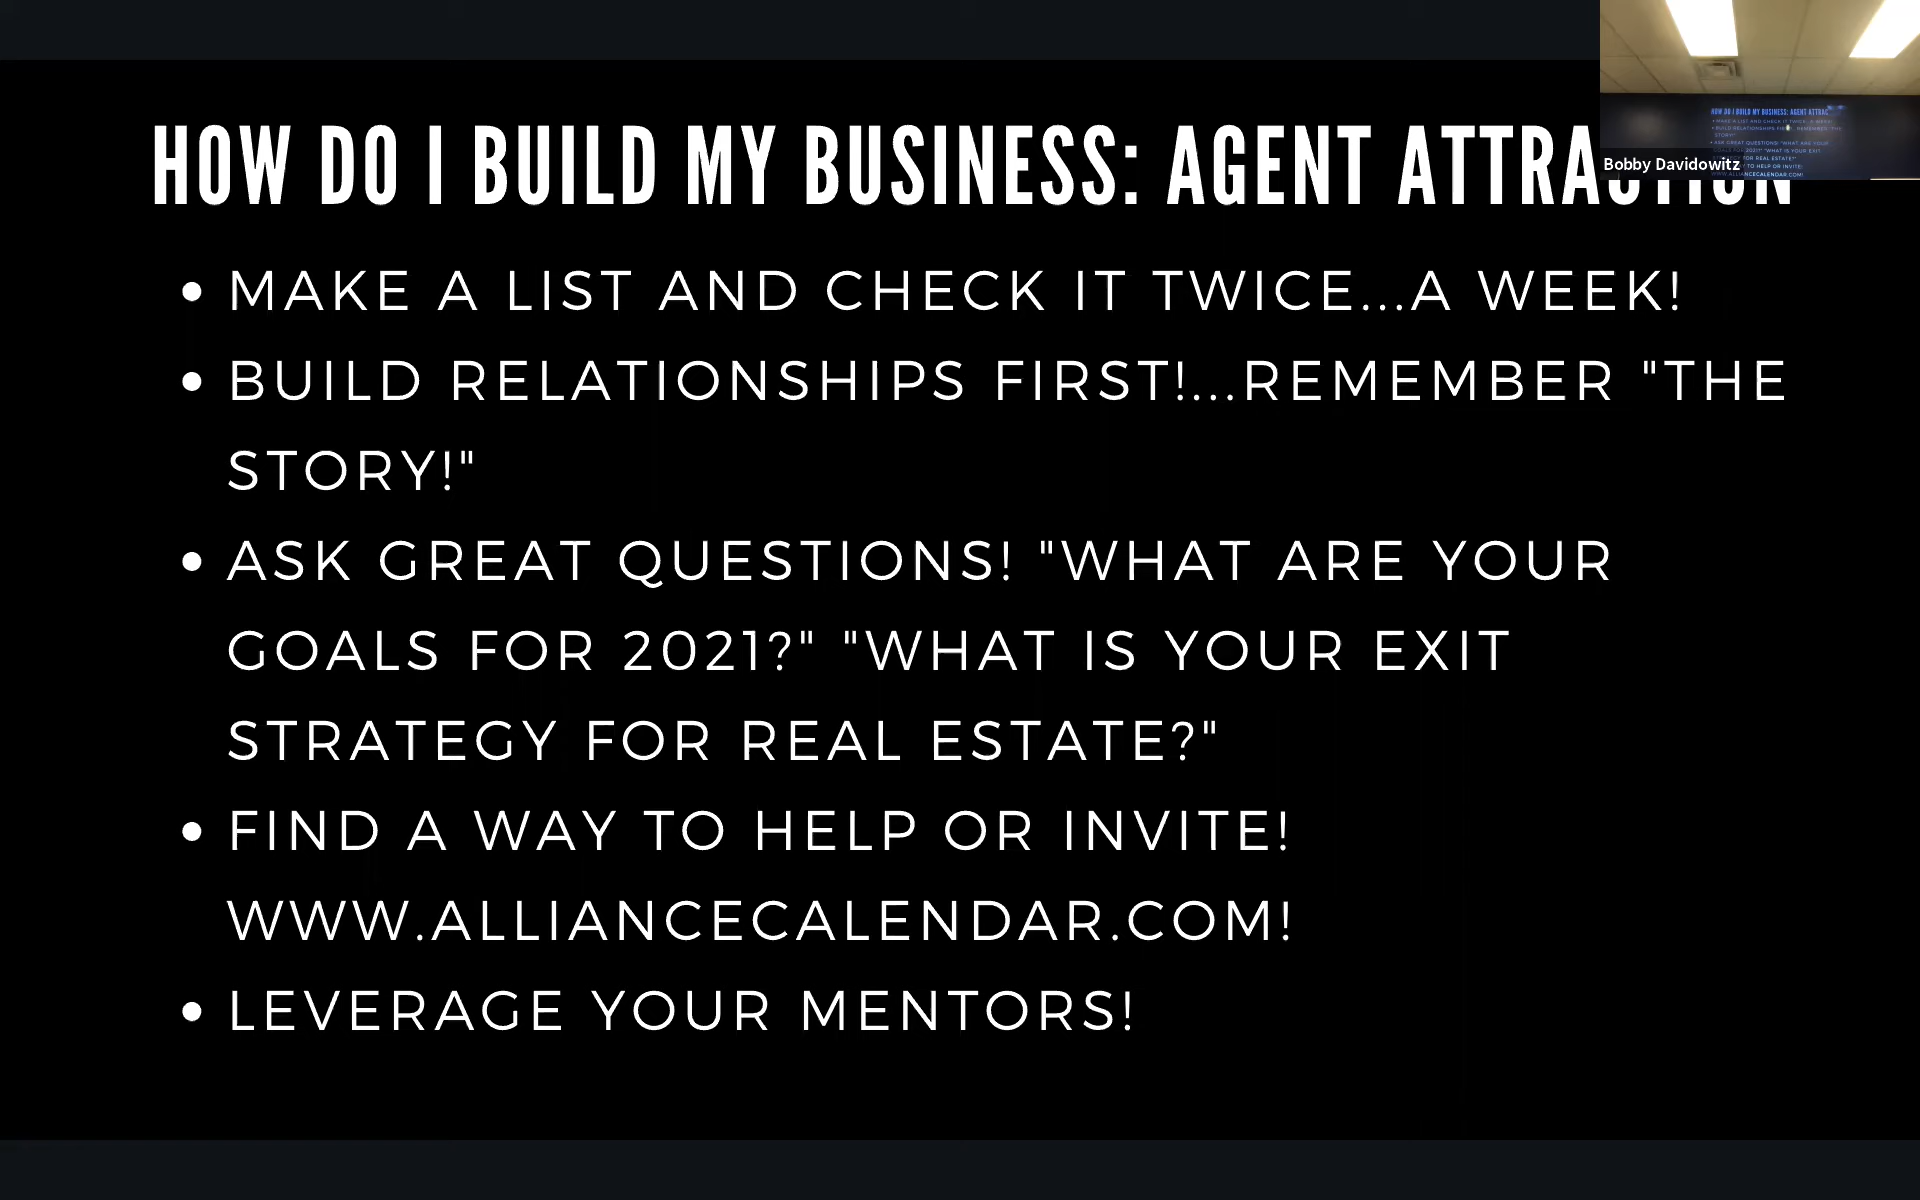 HOW DO I BUILD MY BUSINESS: AGENT ATTRACTION
Bobby Davidowitz
• MAKE A LIST AND CHECK IT TWICE...A WEEK!
• BUILD RELATIONSHIPS FIRST!...REMEMBER "THE
STORY!"
• ASK GREAT QUESTIONS! "WHAT ARE YOUR
GOALS FOR 2021?" "WHAT IS YOUR EXIT
STRATEGY FOR REAL ESTATE?"
• FIND A WAY TO HELP OR INVITE!
WWW.ALLIANCECALENDAR.COM!
• LEVERAGE YOUR MENTORS!